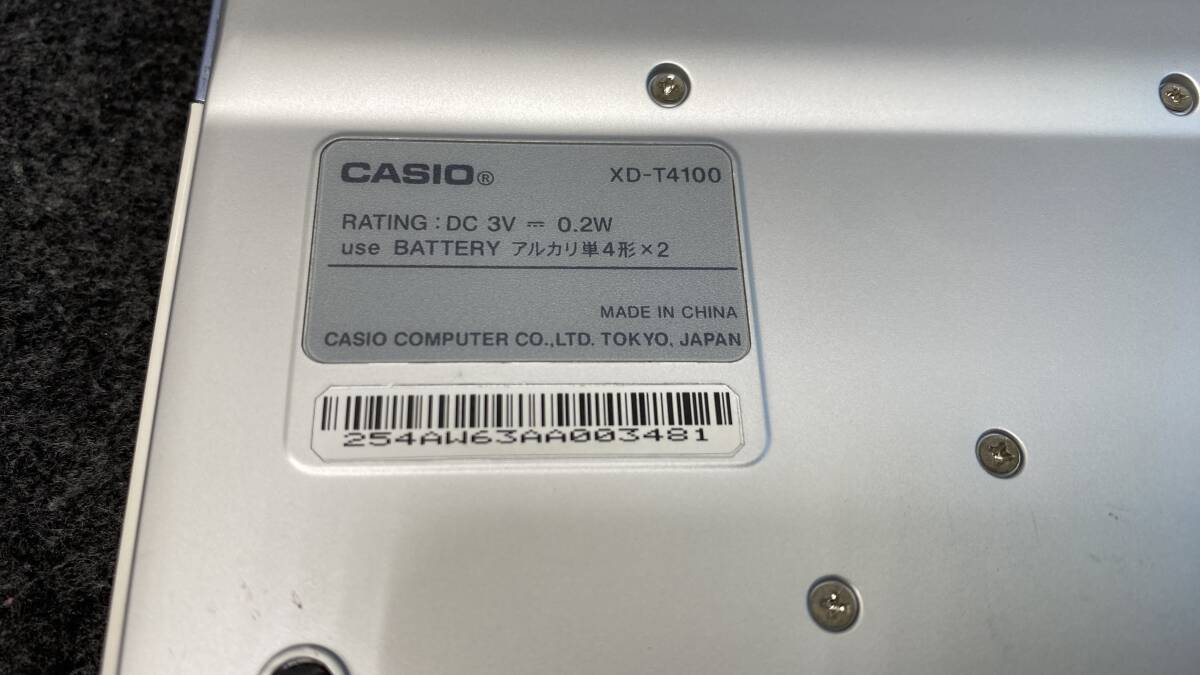 CASIO® XD-T4100
RATING : DC 3V ⎓ 0.2W
use BATTERY アルカリ単4形×2
MADE IN CHINA
CASIO COMPUTER CO.,LTD. TOKYO, JAPAN
254AW63AA003481